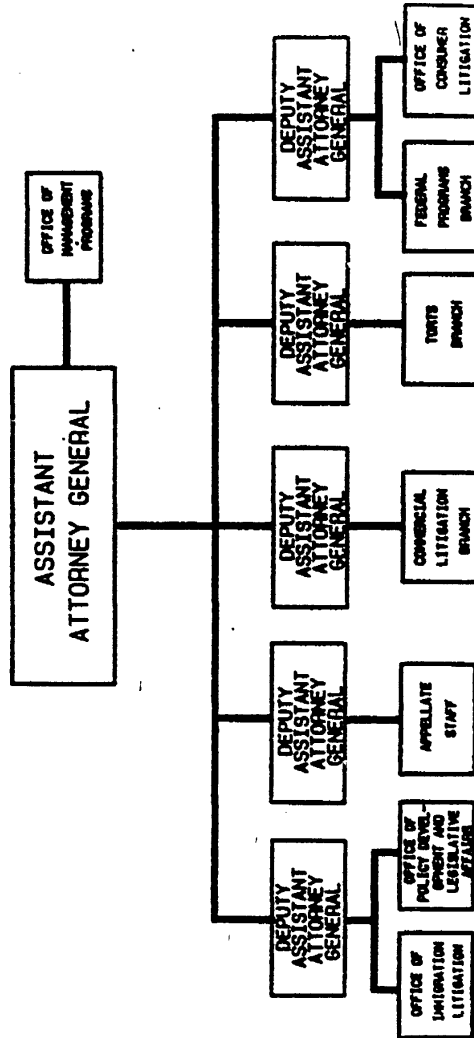 ASSISTANT
ATTORNEY GENERAL
OFFICE OF
MANAGEMENT
PROGRAMS
DEPUTY
ASSISTANT
ATTORNEY
GENERAL
DEPUTY
ASSISTANT
ATTORNEY
GENERAL
DEPUTY
ASSISTANT
ATTORNEY
GENERAL
DEPUTY
ASSISTANT
ATTORNEY
GENERAL
DEPUTY
ASSISTANT
ATTORNEY
GENERAL
OFFICE OF
IMMIGRATION
LITIGATION
OFFICE OF
POLICY DEVEL-
OPMENT AND
LEGISLATIVE
AFFAIRS
APPELLATE
STAFF
COMMERCIAL
LITIGATION
BRANCH
TORTS
BRANCH
FEDERAL
PROGRAMS
BRANCH
OFFICE OF
CONSUMER
LITIGATION